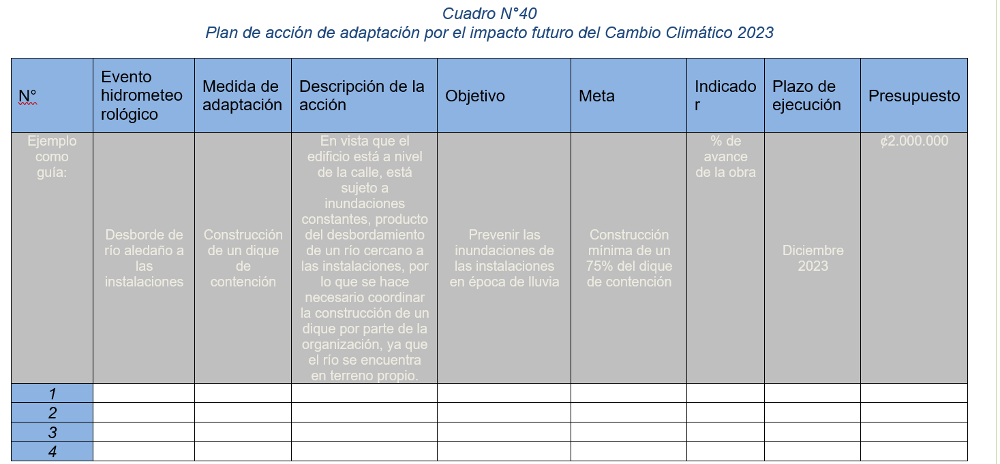 Cuadro N°40
Plan de acción de adaptación por el impacto futuro del Cambio Climático 2023
N°
Evento
hidrometeo
rológico
Medida de
adaptación
Descripción de la
acción
Objetivo
Meta
Indicado
r
Plazo de
ejecución
Presupuesto
Ejemplo
como
guía:
Desborde de
río aledaño a
las
instalaciones
Construcción
de un dique
de
contención
En vista que el
edificio está a nivel
de la calle, está
sujeto a
inundaciones
constantes, producto
del desbordamiento
de un río cercano a
las instalaciones, por
lo que se hace
necesario coordinar
la construcción de un
dique por parte de la
organización, ya que
el río se encuentra
en terreno propio.
Prevenir las
inundaciones de
las instalaciones
en época de lluvia
Construcción
mínima de un
75% del dique
de contención
% de
avance
de la obra
Diciembre
2023
¢2.000.000
1
2
3
4